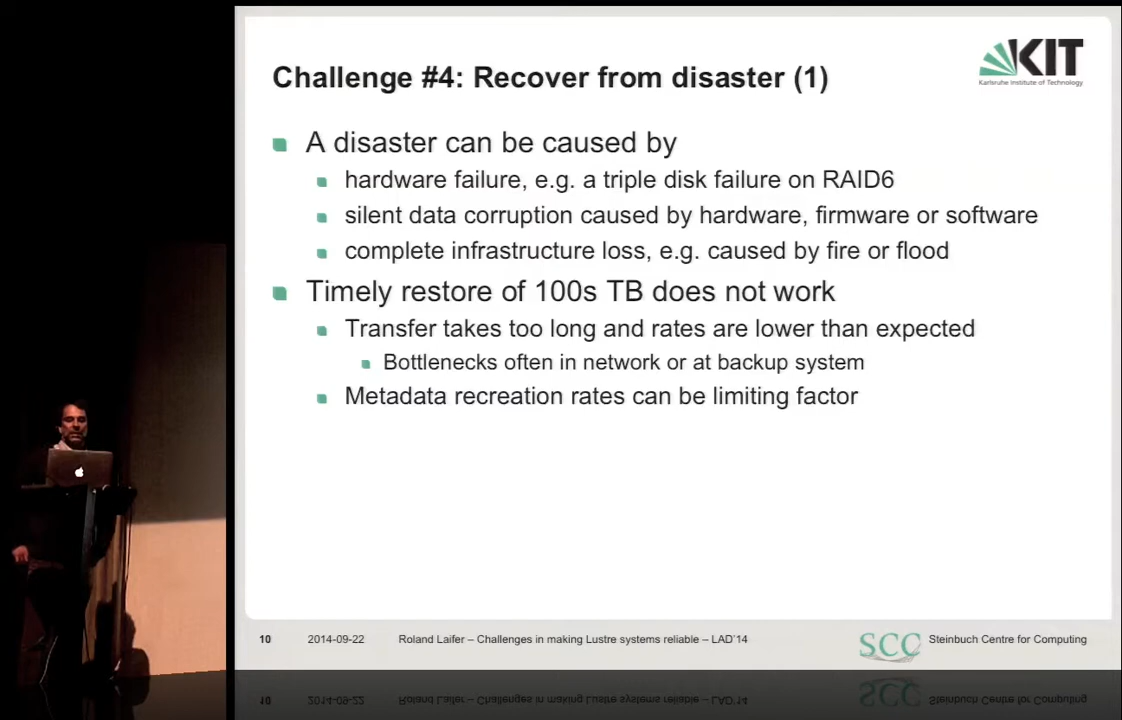 Challenge #4: Recover from disaster (1)
KIT
Karlsruhe Institute of Technology
A disaster can be caused by
hardware failure, e.g. a triple disk failure on RAID6
silent data corruption caused by hardware, firmware or software
complete infrastructure loss, e.g. caused by fire or flood
Timely restore of 100s TB does not work
Transfer takes too long and rates are lower than expected
Bottlenecks often in network or at backup system
Metadata recreation rates can be limiting factor
10 2014-09-22 Roland Laifer – Challenges in making Lustre systems reliable – LAD'14 SCC Steinbuch Centre for Computing